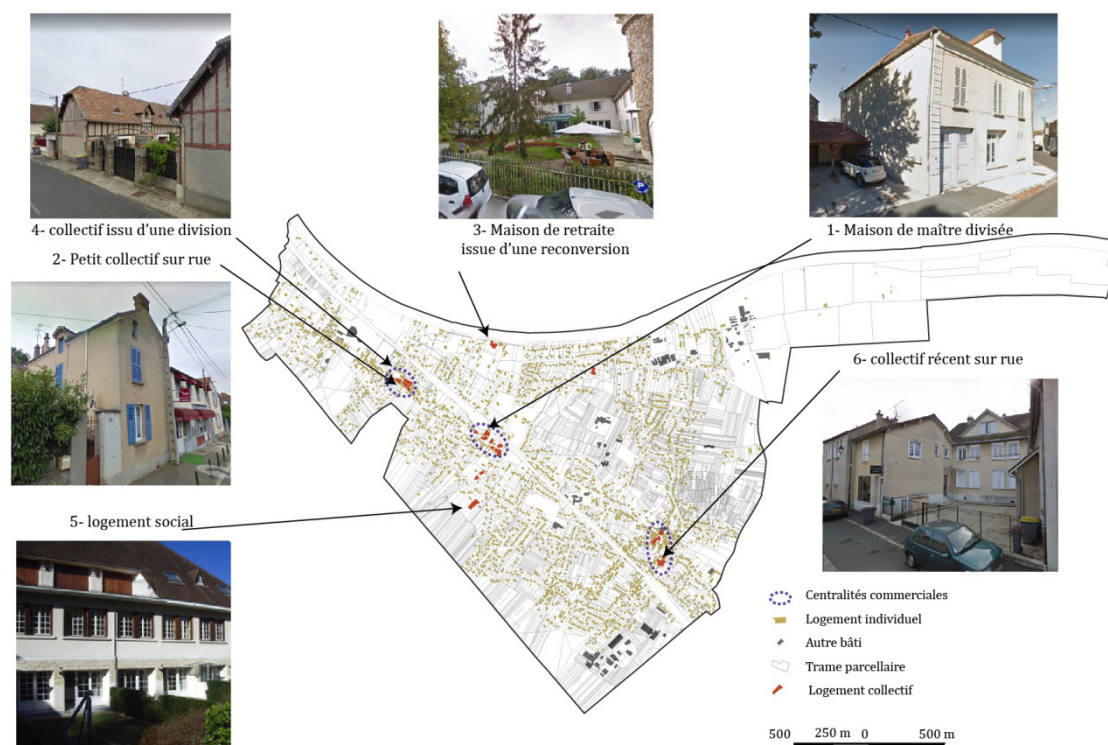 4- collectif issu d'une division
2- Petit collectif sur rue
3- Maison de retraite
issue d'une reconversion
1- Maison de maître divisée
6- collectif récent sur rue
5- logement social
Centralités commerciales
Logement individuel
Autre bâti
Trame parcellaire
Logement collectif
500 250 m 0 500 m